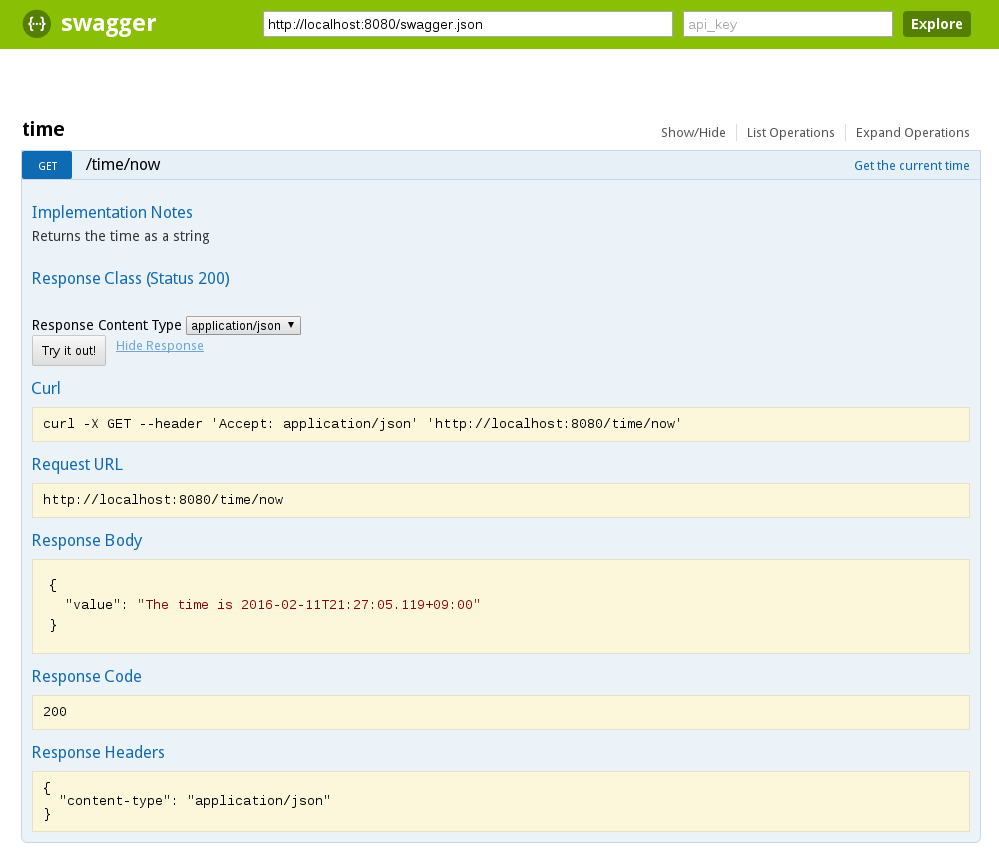 {···} swagger http://localhost:8080/swagger.json api_key Explore
time Show/Hide List Operations Expand Operations
GET /time/now Get the current time
Implementation Notes
Returns the time as a string
Response Class (Status 200)
Response Content Type application/json ▼
Try it out! Hide Response
Curl
curl -X GET --header 'Accept: application/json' 'http://localhost:8080/time/now'
Request URL
http://localhost:8080/time/now
Response Body
{
  "value": "The time is 2016-02-11T21:27:05.119+09:00"
}
Response Code
200
Response Headers
{
  "content-type": "application/json"
}